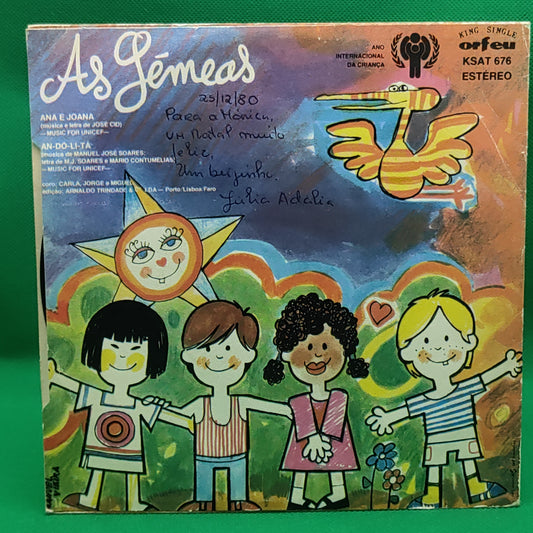 As Gémeas
ANO
INTERNACIONAL
DA CRIANÇA
KING SINGLE
orfeu
KSAT 676
ESTÉREO
ANA E JOANA
(música e letra de JOSÉ CID)
—MUSIC FOR UNICEF—
AN-DÓ-LI-TÁ
(música de MANUEL JOSÉ SOARES;
letra de M.J. SOARES e MÁRIO CONTUMÉLIAS)
—MUSIC FOR UNICEF—
coro: CARLA, JORGE e MIGUEL
edição: ARNALDO TRINDADE & LDA — Porto/Lisboa/Faro
25/12/80
Para a Mónica,
um Natal muito
feliz,
Um beijinho
Júlia Adália